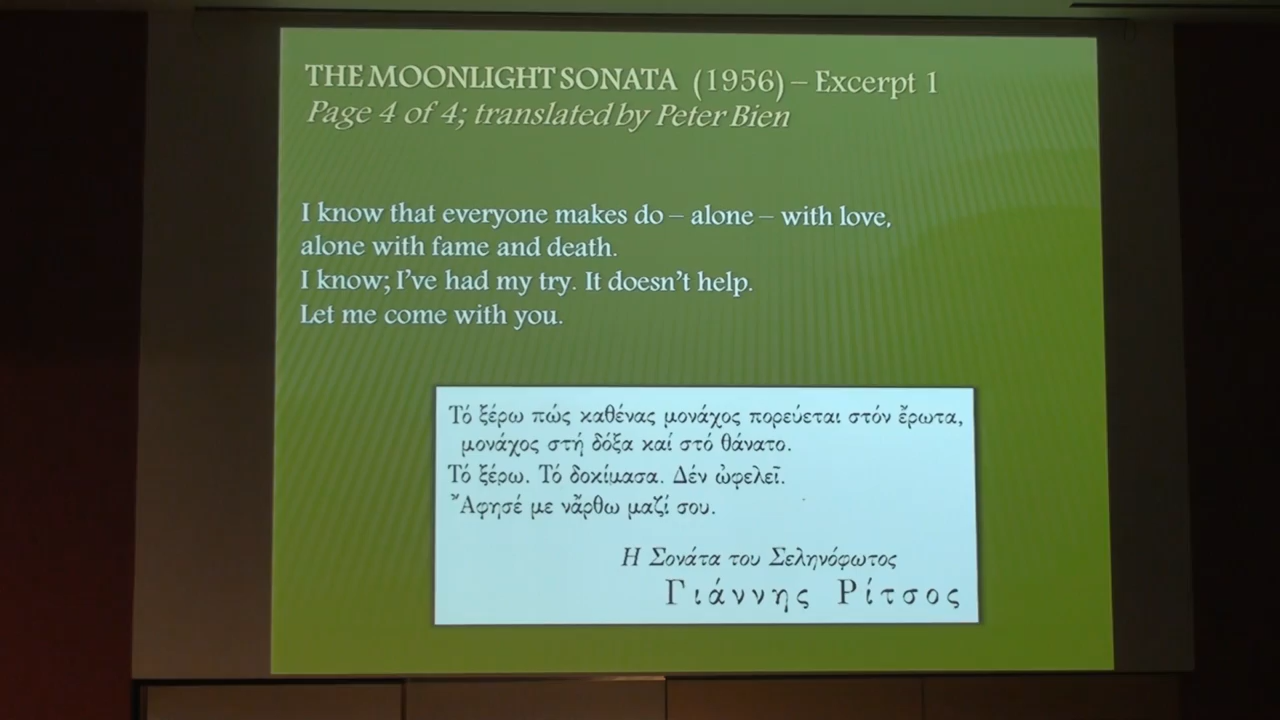 THE MOONLIGHT SONATA (1956) – Excerpt 1
Page 4 of 4; translated by Peter Bien
I know that everyone makes do – alone – with love,
alone with fame and death.
I know; I've had my try. It doesn't help.
Let me come with you.
Τό ξέρω πώς καθένας μονάχος πορεύεται στόν ἔρωτα,
μονάχος στή δόξα καί στό θάνατο.
Τό ξέρω. Τό δοκίμασα. Δέν ὠφελεῖ.
Ἄφησέ με νἄρθω μαζί σου.
Η Σονάτα του Σεληνόφωτος
Γιάννης Ρίτσος